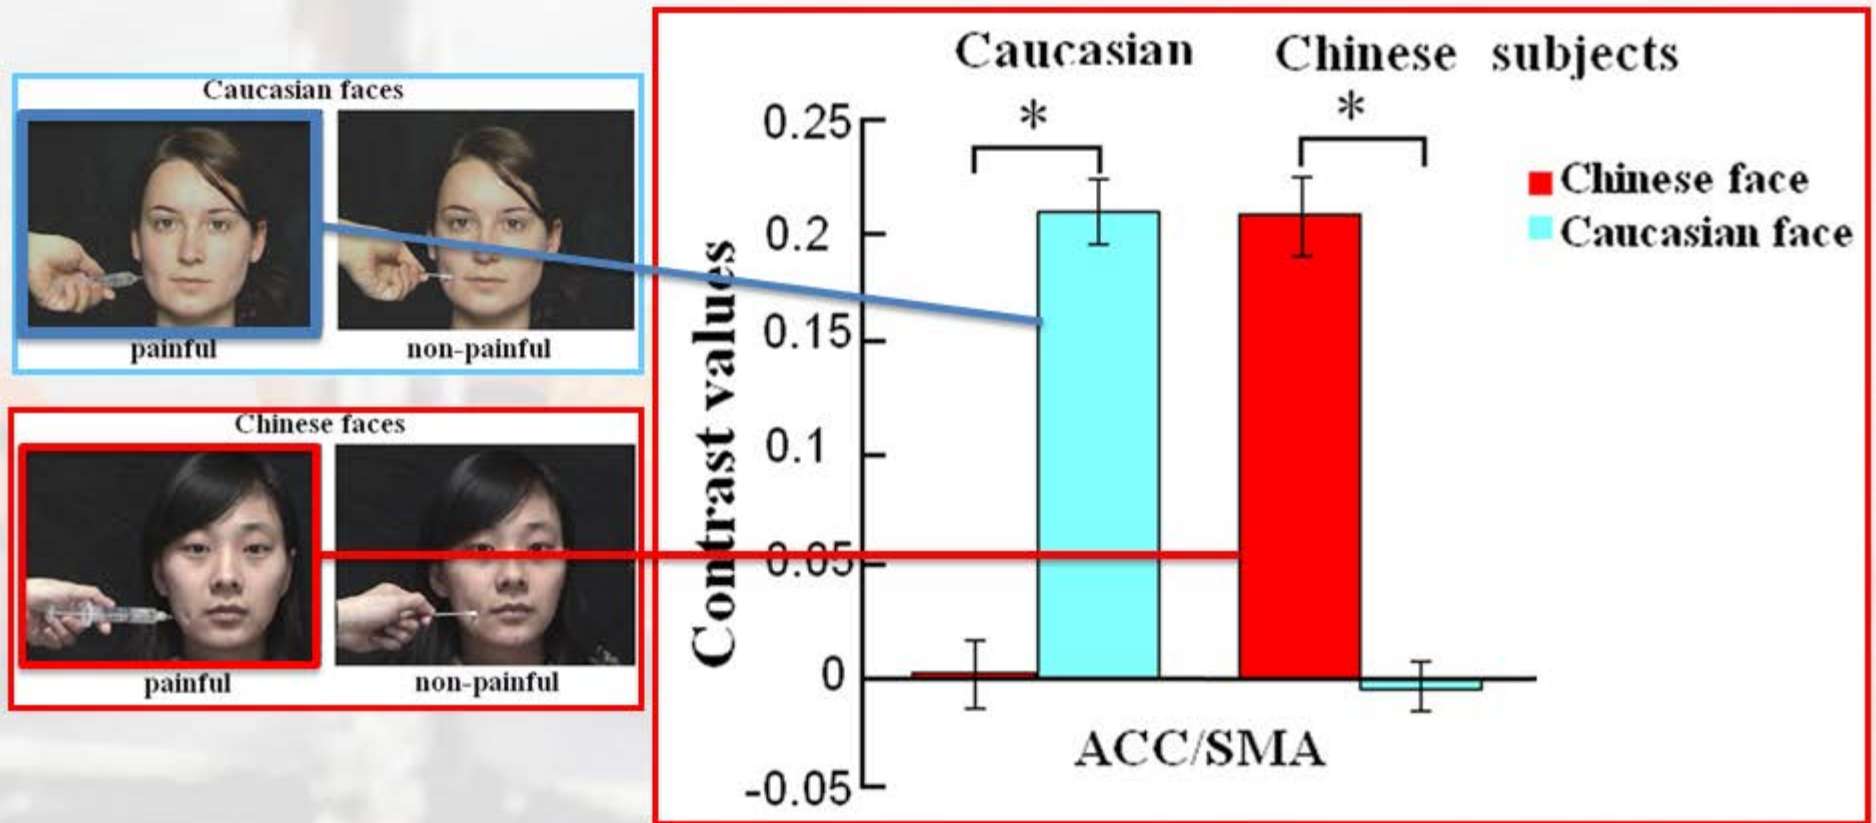 Caucasian faces
painful non-painful
Chinese faces
painful non-painful
Caucasian Chinese subjects
* *
Chinese face
Caucasian face
Contrast values
0.25
0.2
0.15
0.1
0.05
0
-0.05
ACC/SMA